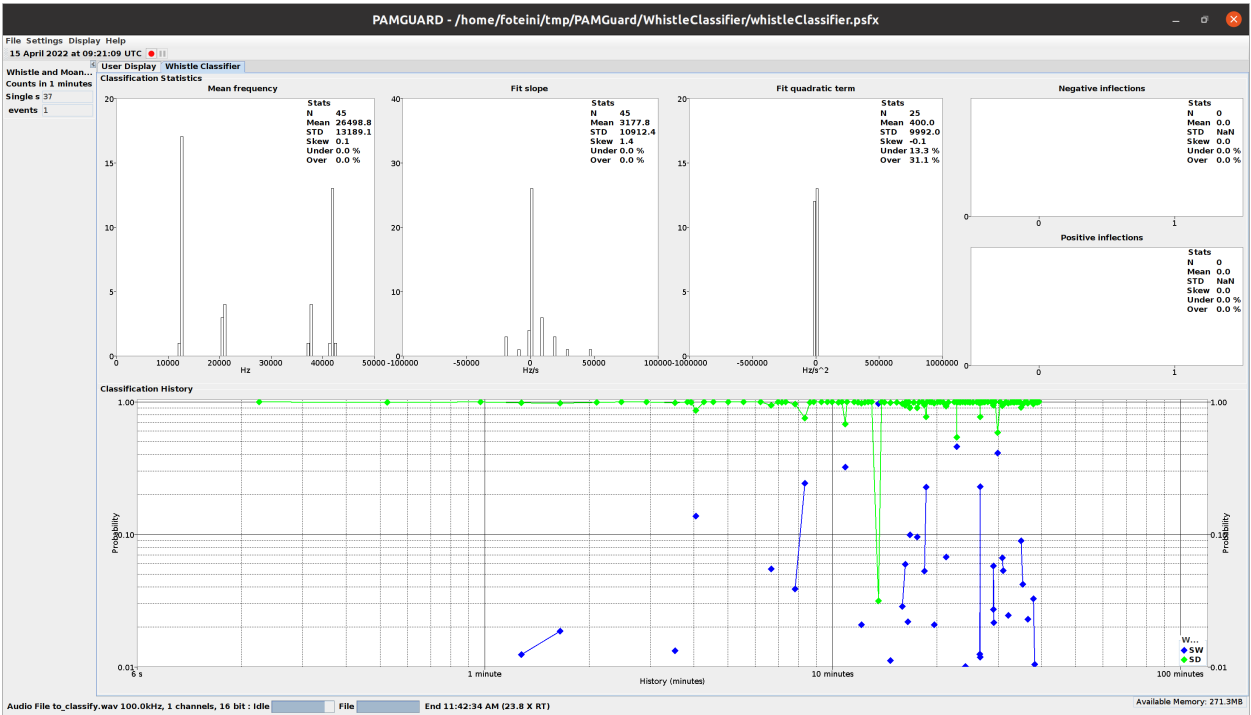 PAMGUARD - /home/foteini/tmp/PAMGuard/WhistleClassifier/whistleClassifier.psfx
File Settings Display Help
15 April 2022 at 09:21:09 UTC
Whistle and Moan...
Counts in 1 minutes
Single s 37
events 1
User Display Whistle Classifier
Classification Statistics
Mean frequency
20
15
10
5
0
0 10000 20000 30000 40000 50000
Hz
Stats
N 45
Mean 26498.8
STD 13189.1
Skew 0.1
Under 0.0 %
Over 0.0 %
Fit slope
40
30
20
10
0
-100000 -50000 0 50000 100000
Hz/s
Stats
N 45
Mean 3177.8
STD 10912.4
Skew 1.4
Under 0.0 %
Over 0.0 %
Fit quadratic term
20
15
10
5
0
-1000000 -500000 0 500000 1000000
Hz/s^2
Stats
N 25
Mean 400.0
STD 9992.0
Skew -0.1
Under 13.3 %
Over 31.1 %
Negative inflections
0
0 1
Stats
N 0
Mean 0.0
STD NaN
Skew 0.0
Under 0.0 %
Over 0.0 %
Positive inflections
0
0 1
Stats
N 0
Mean 0.0
STD NaN
Skew 0.0
Under 0.0 %
Over 0.0 %
Classification History
1.00 1.00
0.10 0.10
0.01 0.01
Probability
Probability
W...
SW
SD
6 s 1 minute 10 minutes 100 minutes
History (minutes)
Audio File to_classify.wav 100.0kHz, 1 channels, 16 bit : Idle File End 11:42:34 AM (23.8 X RT)
Available Memory: 271.3MB